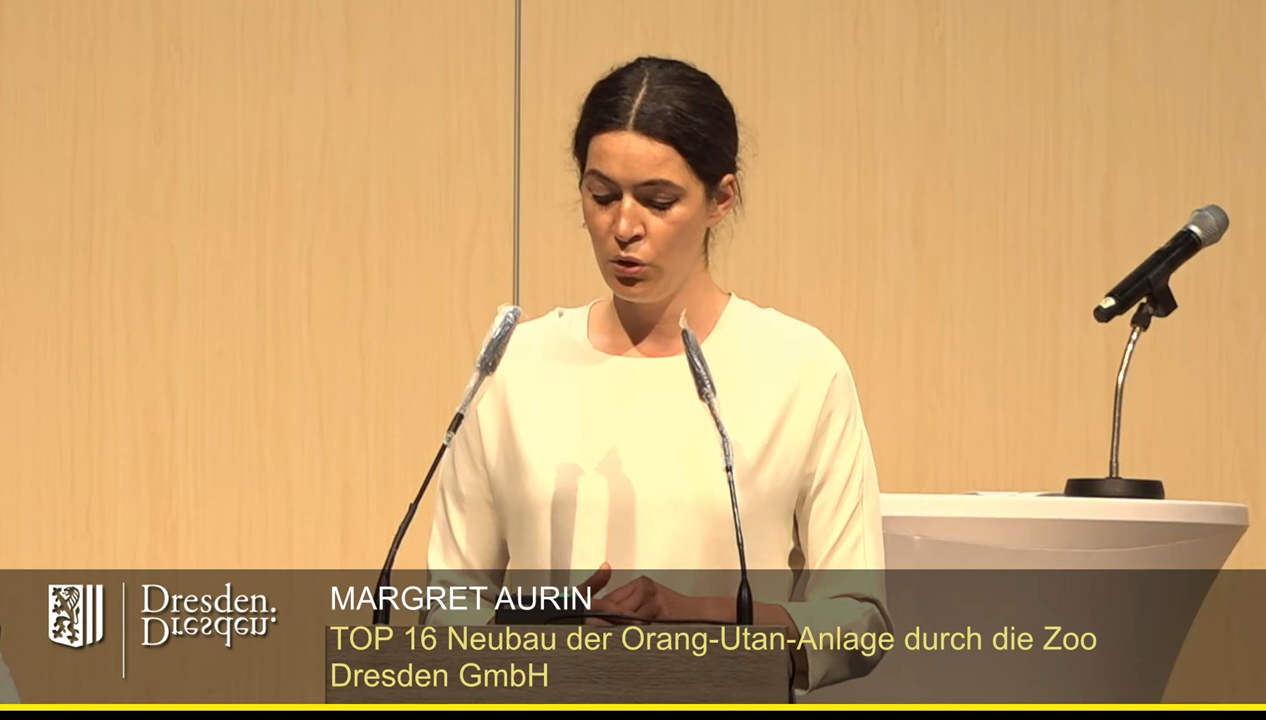 Dresden.
Dresden.
MARGRET AURIN
TOP 16 Neubau der Orang-Utan-Anlage durch die Zoo
Dresden GmbH